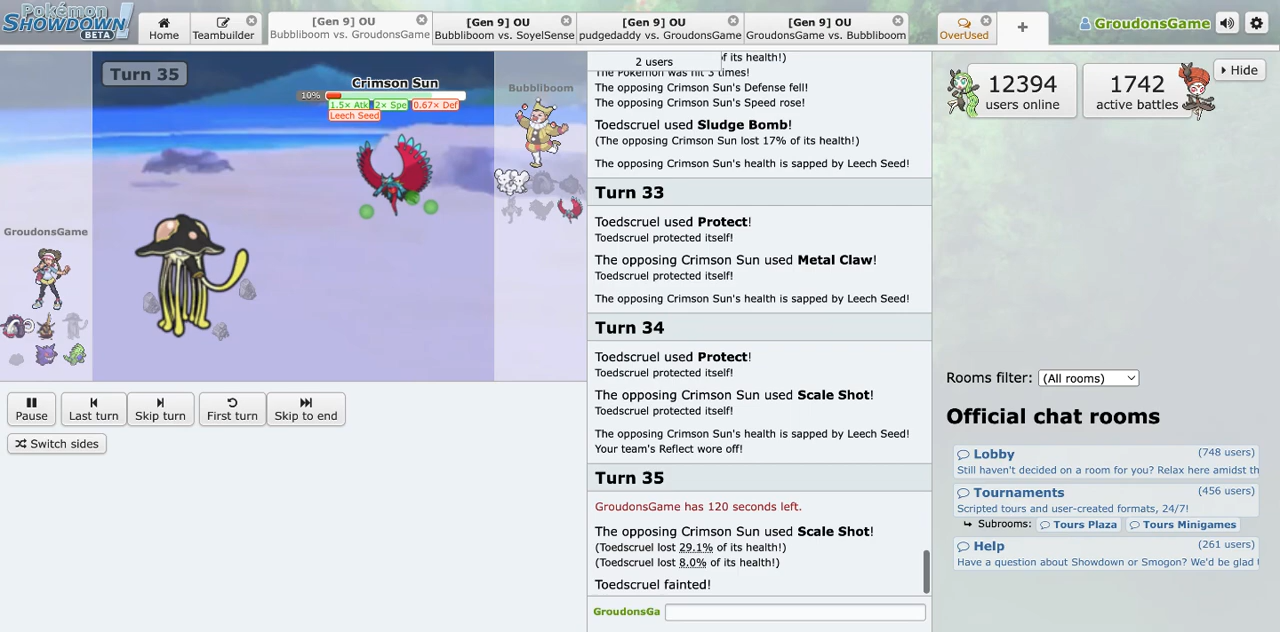 Pokémon
SHOWDOWN!
BETA
Home
Teambuilder
[Gen 9] OU
Bubbliboom vs. GroudonsGame
[Gen 9] OU
Bubbliboom vs. SoyelSense
[Gen 9] OU
pudgedaddy vs. GroudonsGame
[Gen 9] OU
GroudonsGame vs. Bubbliboom
OverUsed
+
GroudonsGame
Turn 35
Crimson Sun
10%
1.5× Atk 2× Spe 0.67× Def
Leech Seed
Bubbliboom
GroudonsGame
Pause
Last turn
Skip turn
First turn
Skip to end
Switch sides
2 users
of its health!)
The Pokémon was hit 3 times!
The opposing Crimson Sun's Defense fell!
The opposing Crimson Sun's Speed rose!
Toedscruel used Sludge Bomb!
(The opposing Crimson Sun lost 17% of its health!)
The opposing Crimson Sun's health is sapped by Leech Seed!
Turn 33
Toedscruel used Protect!
Toedscruel protected itself!
The opposing Crimson Sun used Metal Claw!
Toedscruel protected itself!
The opposing Crimson Sun's health is sapped by Leech Seed!
Turn 34
Toedscruel used Protect!
Toedscruel protected itself!
The opposing Crimson Sun used Scale Shot!
Toedscruel protected itself!
The opposing Crimson Sun's health is sapped by Leech Seed!
Your team's Reflect wore off!
Turn 35
GroudonsGame has 120 seconds left.
The opposing Crimson Sun used Scale Shot!
(Toedscruel lost 29.1% of its health!)
(Toedscruel lost 8.0% of its health!)
Toedscruel fainted!
GroudonsGa
12394
users online
1742
active battles
Hide
Rooms filter: (All rooms)
Official chat rooms
Lobby (748 users)
Still haven't decided on a room for you? Relax here amidst th
Tournaments (456 users)
Scripted tours and user-created formats, 24/7!
Subrooms: Tours Plaza Tours Minigames
Help (261 users)
Have a question about Showdown or Smogon? We'd be glad t